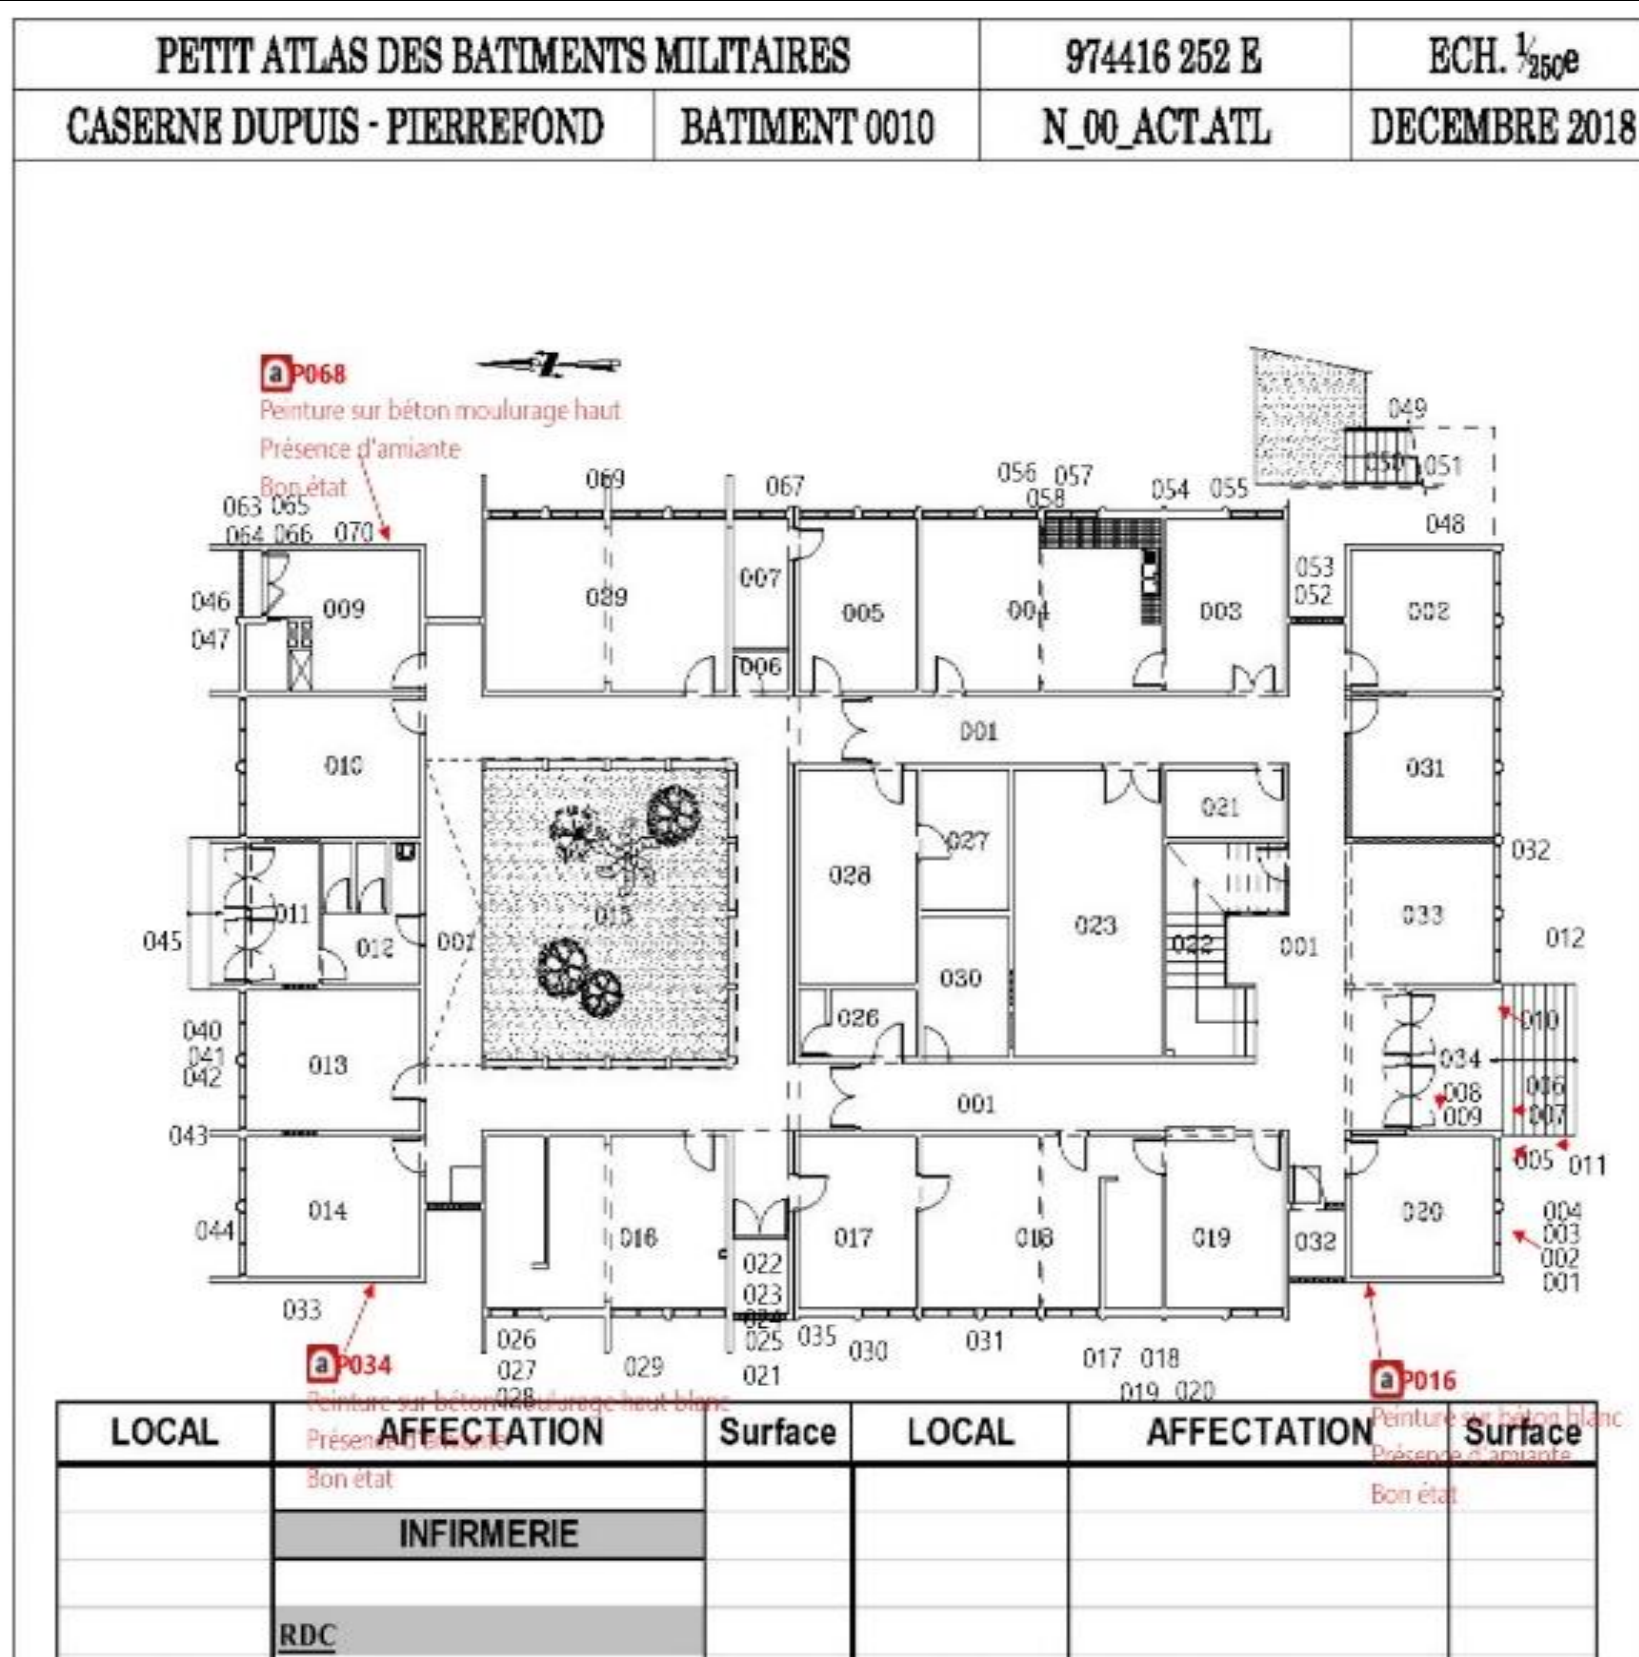 PETIT ATLAS DES BATIMENTS MILITAIRES 974416 252 E ECH. 1/250e
CASERNE DUPUIS - PIERREFOND BATIMENT 0010 N_00_ACT.ATL DECEMBRE 2018
a P068
Peinture sur béton moulurage haut
Présence d'amiante
Bon état
049
050 051
069 067 056 057 054 055
058
063 065
064 066 070
048
046 009 029 007 005 004 003 053 002
052
047
006
001
010 031
021
027
028
032
011 015 023 033
012
045 012 001 022 001
030
040 026 010
041 013 034
042
006
008
001 009 007
043
005 011
014 020
044 016 017 018 019 032 004
003
022 002
023 001
033 024
026 025 035 030 031
027 029 021 017 018
028 019 020
a P034
Peinture sur béton moulurage haut blanc
Présence d'amiante
Bon état
a P016
Peinture sur béton blanc
Présence d'amiante
Bon état
LOCAL AFFECTATION Surface LOCAL AFFECTATION Surface
INFIRMERIE
RDC